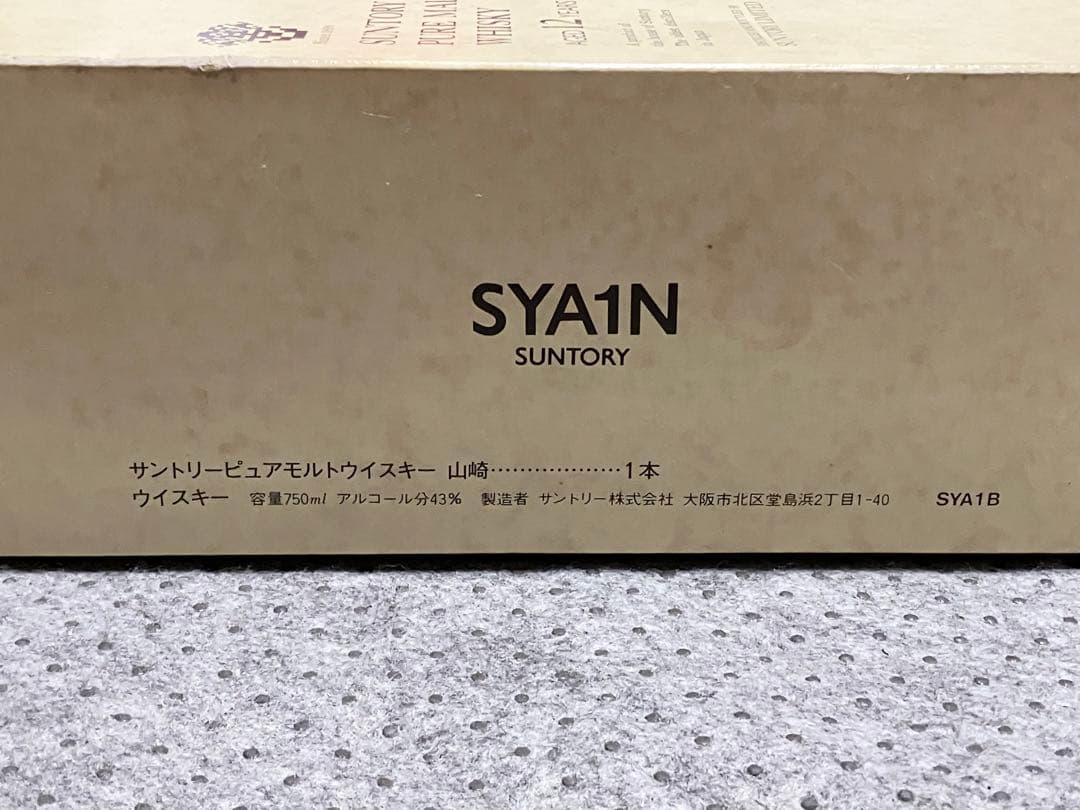 SUNTORY
PURE MAL
WHISKY
AGED 12 YEARS
SYA1N
SUNTORY
サントリーピュアモルトウイスキー 山崎………………1本
ウイスキー 容量750ml アルコール分43% 製造者 サントリー株式会社 大阪市北区堂島浜2丁目1-40 SYA1B